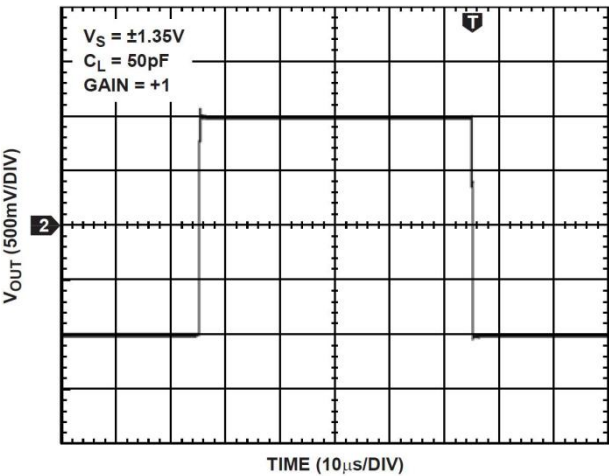 T
V_S = ±1.35V
C_L = 50pF
GAIN = +1
2
V_OUT (500mV/DIV)
TIME (10μs/DIV)